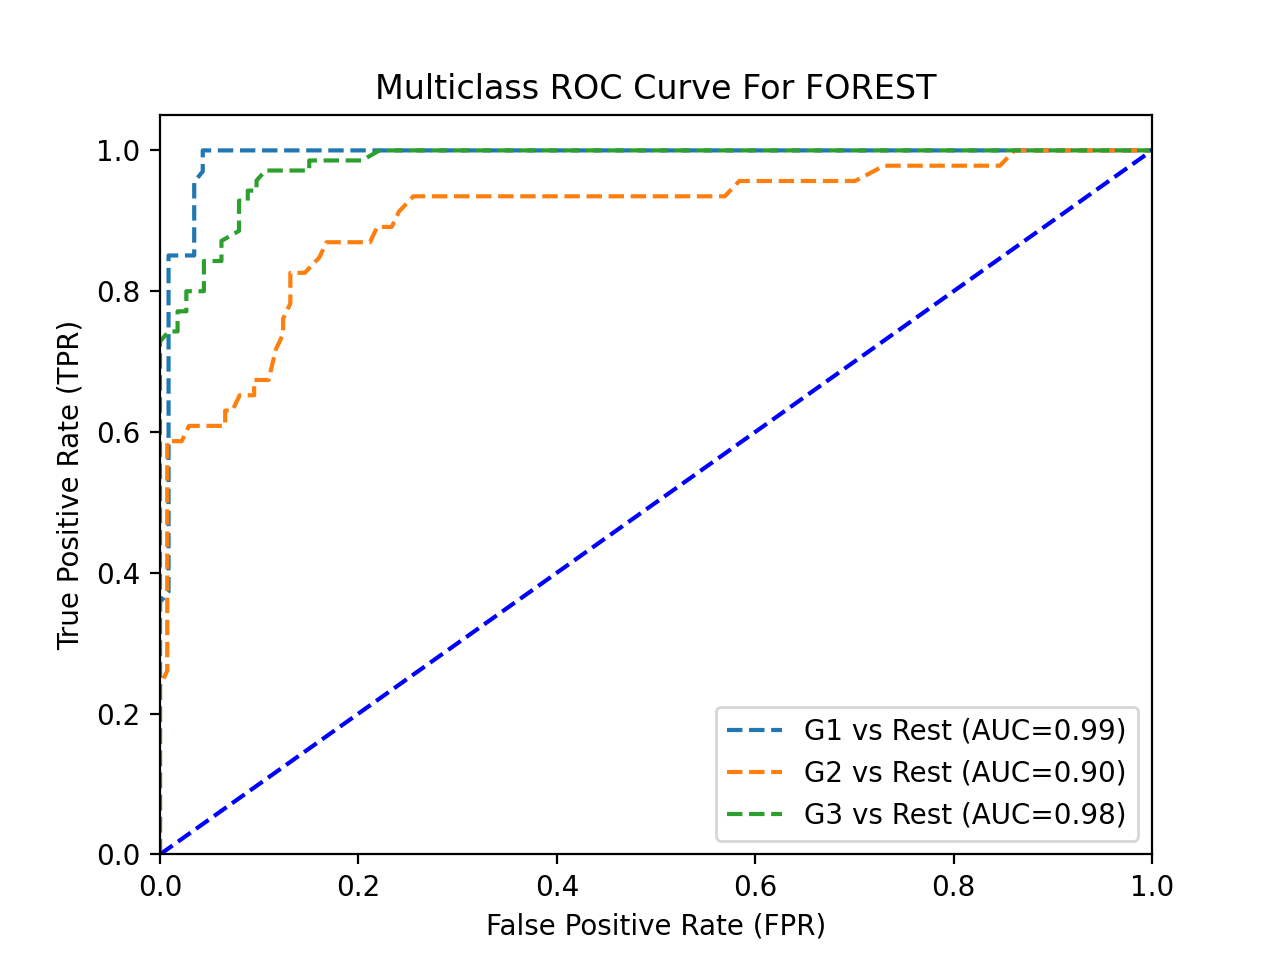 Multiclass ROC Curve For FOREST
True Positive Rate (TPR)
1.0
0.8
0.6
0.4
0.2
0.0
G1 vs Rest (AUC=0.99)
G2 vs Rest (AUC=0.90)
G3 vs Rest (AUC=0.98)
0.0 0.2 0.4 0.6 0.8 1.0
False Positive Rate (FPR)